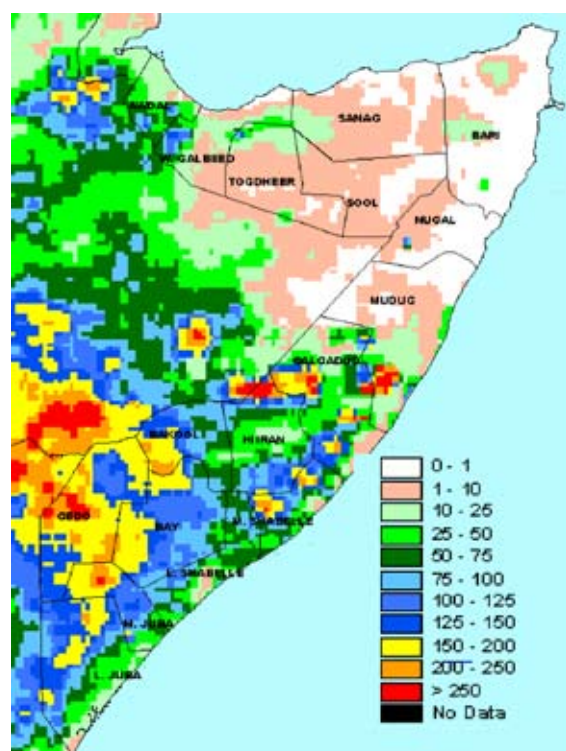 AWDAL
SANAG
BARI
W.GALBEED
TOGDHEER
SOOL
NUGAL
MUDUG
GALGADUD
BAKOOL
HIIRAN
GEDO
BAY
M. SHABELLE
L. SHABELLE
M. JUBA
L. JUBA
0 - 1
1 - 10
10 - 25
25 - 50
50 - 75
75 - 100
100 - 125
125 - 150
150 - 200
200 - 250
> 250
No Data